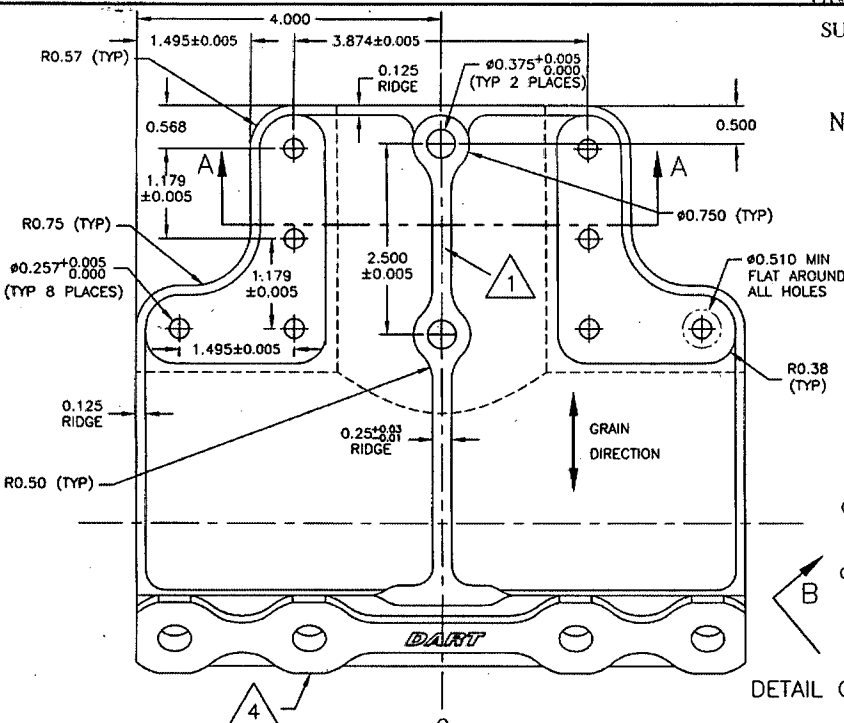 4.000
SU
1.495±0.005
3.874±0.005
R0.57 (TYP)
0.125
RIDGE
ø0.375+0.005
0.000
(TYP 2 PLACES)
0.568
0.500
N
A
A
1.179
±0.005
ø0.750 (TYP)
R0.75 (TYP)
2.500
±0.005
1
ø0.257+0.005
0.000
(TYP 8 PLACES)
1.179
±0.005
ø0.510 MIN
FLAT AROUND
ALL HOLES
1.495±0.005
R0.38
(TYP)
0.125
RIDGE
0.25+0.03
-0.01
RIDGE
GRAIN
DIRECTION
R0.50 (TYP)
B
DART
DETAIL
4